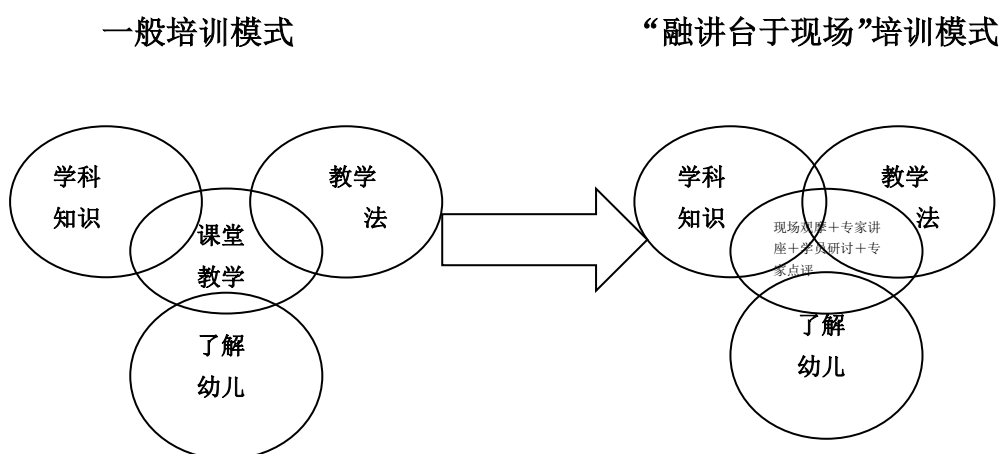 一般培训模式
“融讲台于现场”培训模式
学科
知识
教学
法
课堂
教学
了解
幼儿
学科
知识
教学
法
现场观摩＋专家讲
座＋学员研讨＋专
家点评
了解
幼儿